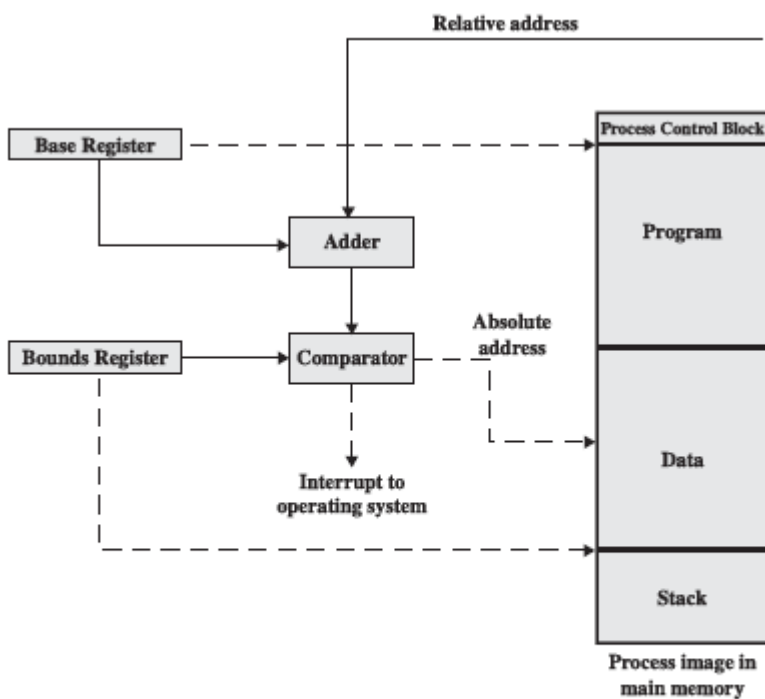 Relative address
Process Control Block
Base Register
Program
Adder
Absolute
address
Bounds Register
Comparator
Interrupt to
operating system
Data
Stack
Process image in
main memory